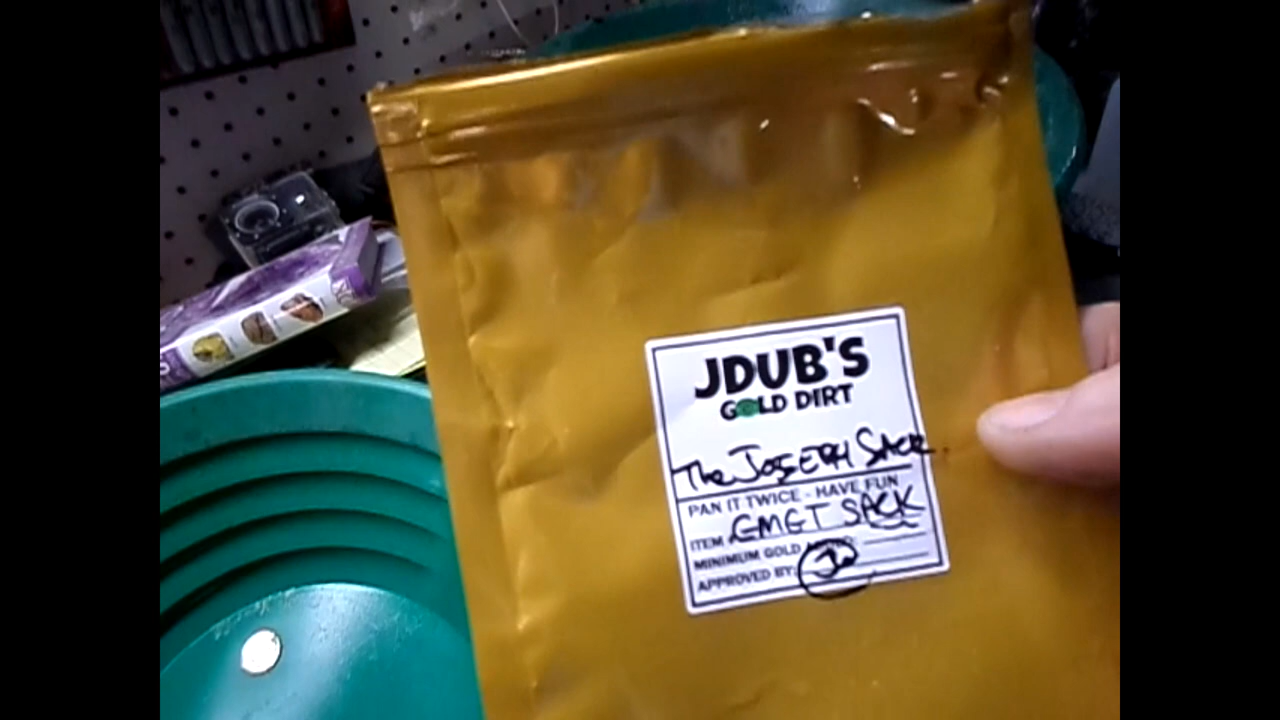 JDUB'S
GOLD DIRT
The JOSEPH SACK.
PAN IT TWICE - HAVE FUN
ITEM GMGT SACK
MINIMUM GOLD
APPROVED BY: